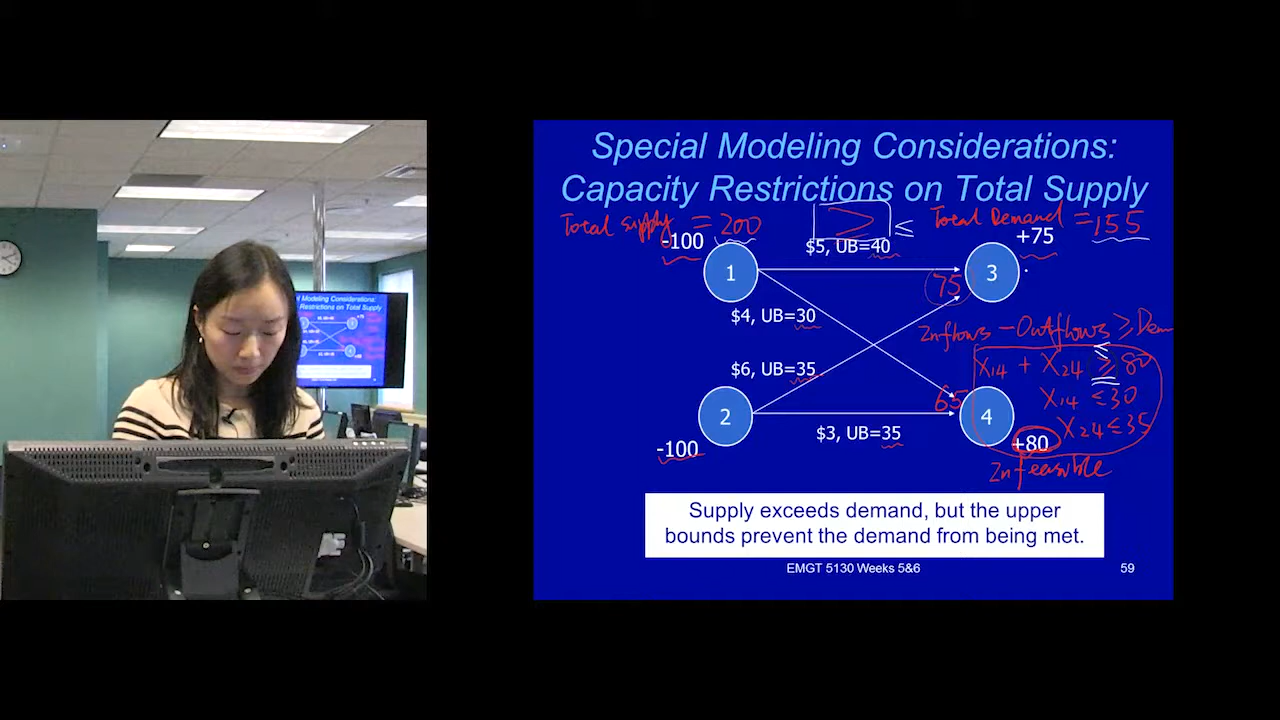 Special Modeling Considerations:
Capacity Restrictions on Total Supply
Total Supply = 200 > ≤ Total Demand = 155
-100
$5, UB=40
+75
1
3
75
$4, UB=30
Inflows - Outflows ≥
≤
X14 + X24 ≥ 80
$6, UB=35
X14 ≤ 30
65
X24 ≤ 35
2
4
$3, UB=35
+80
-100
Infeasible
Supply exceeds demand, but the upper
bounds prevent the demand from being met.
EMGT 5130 Weeks 5&6
59